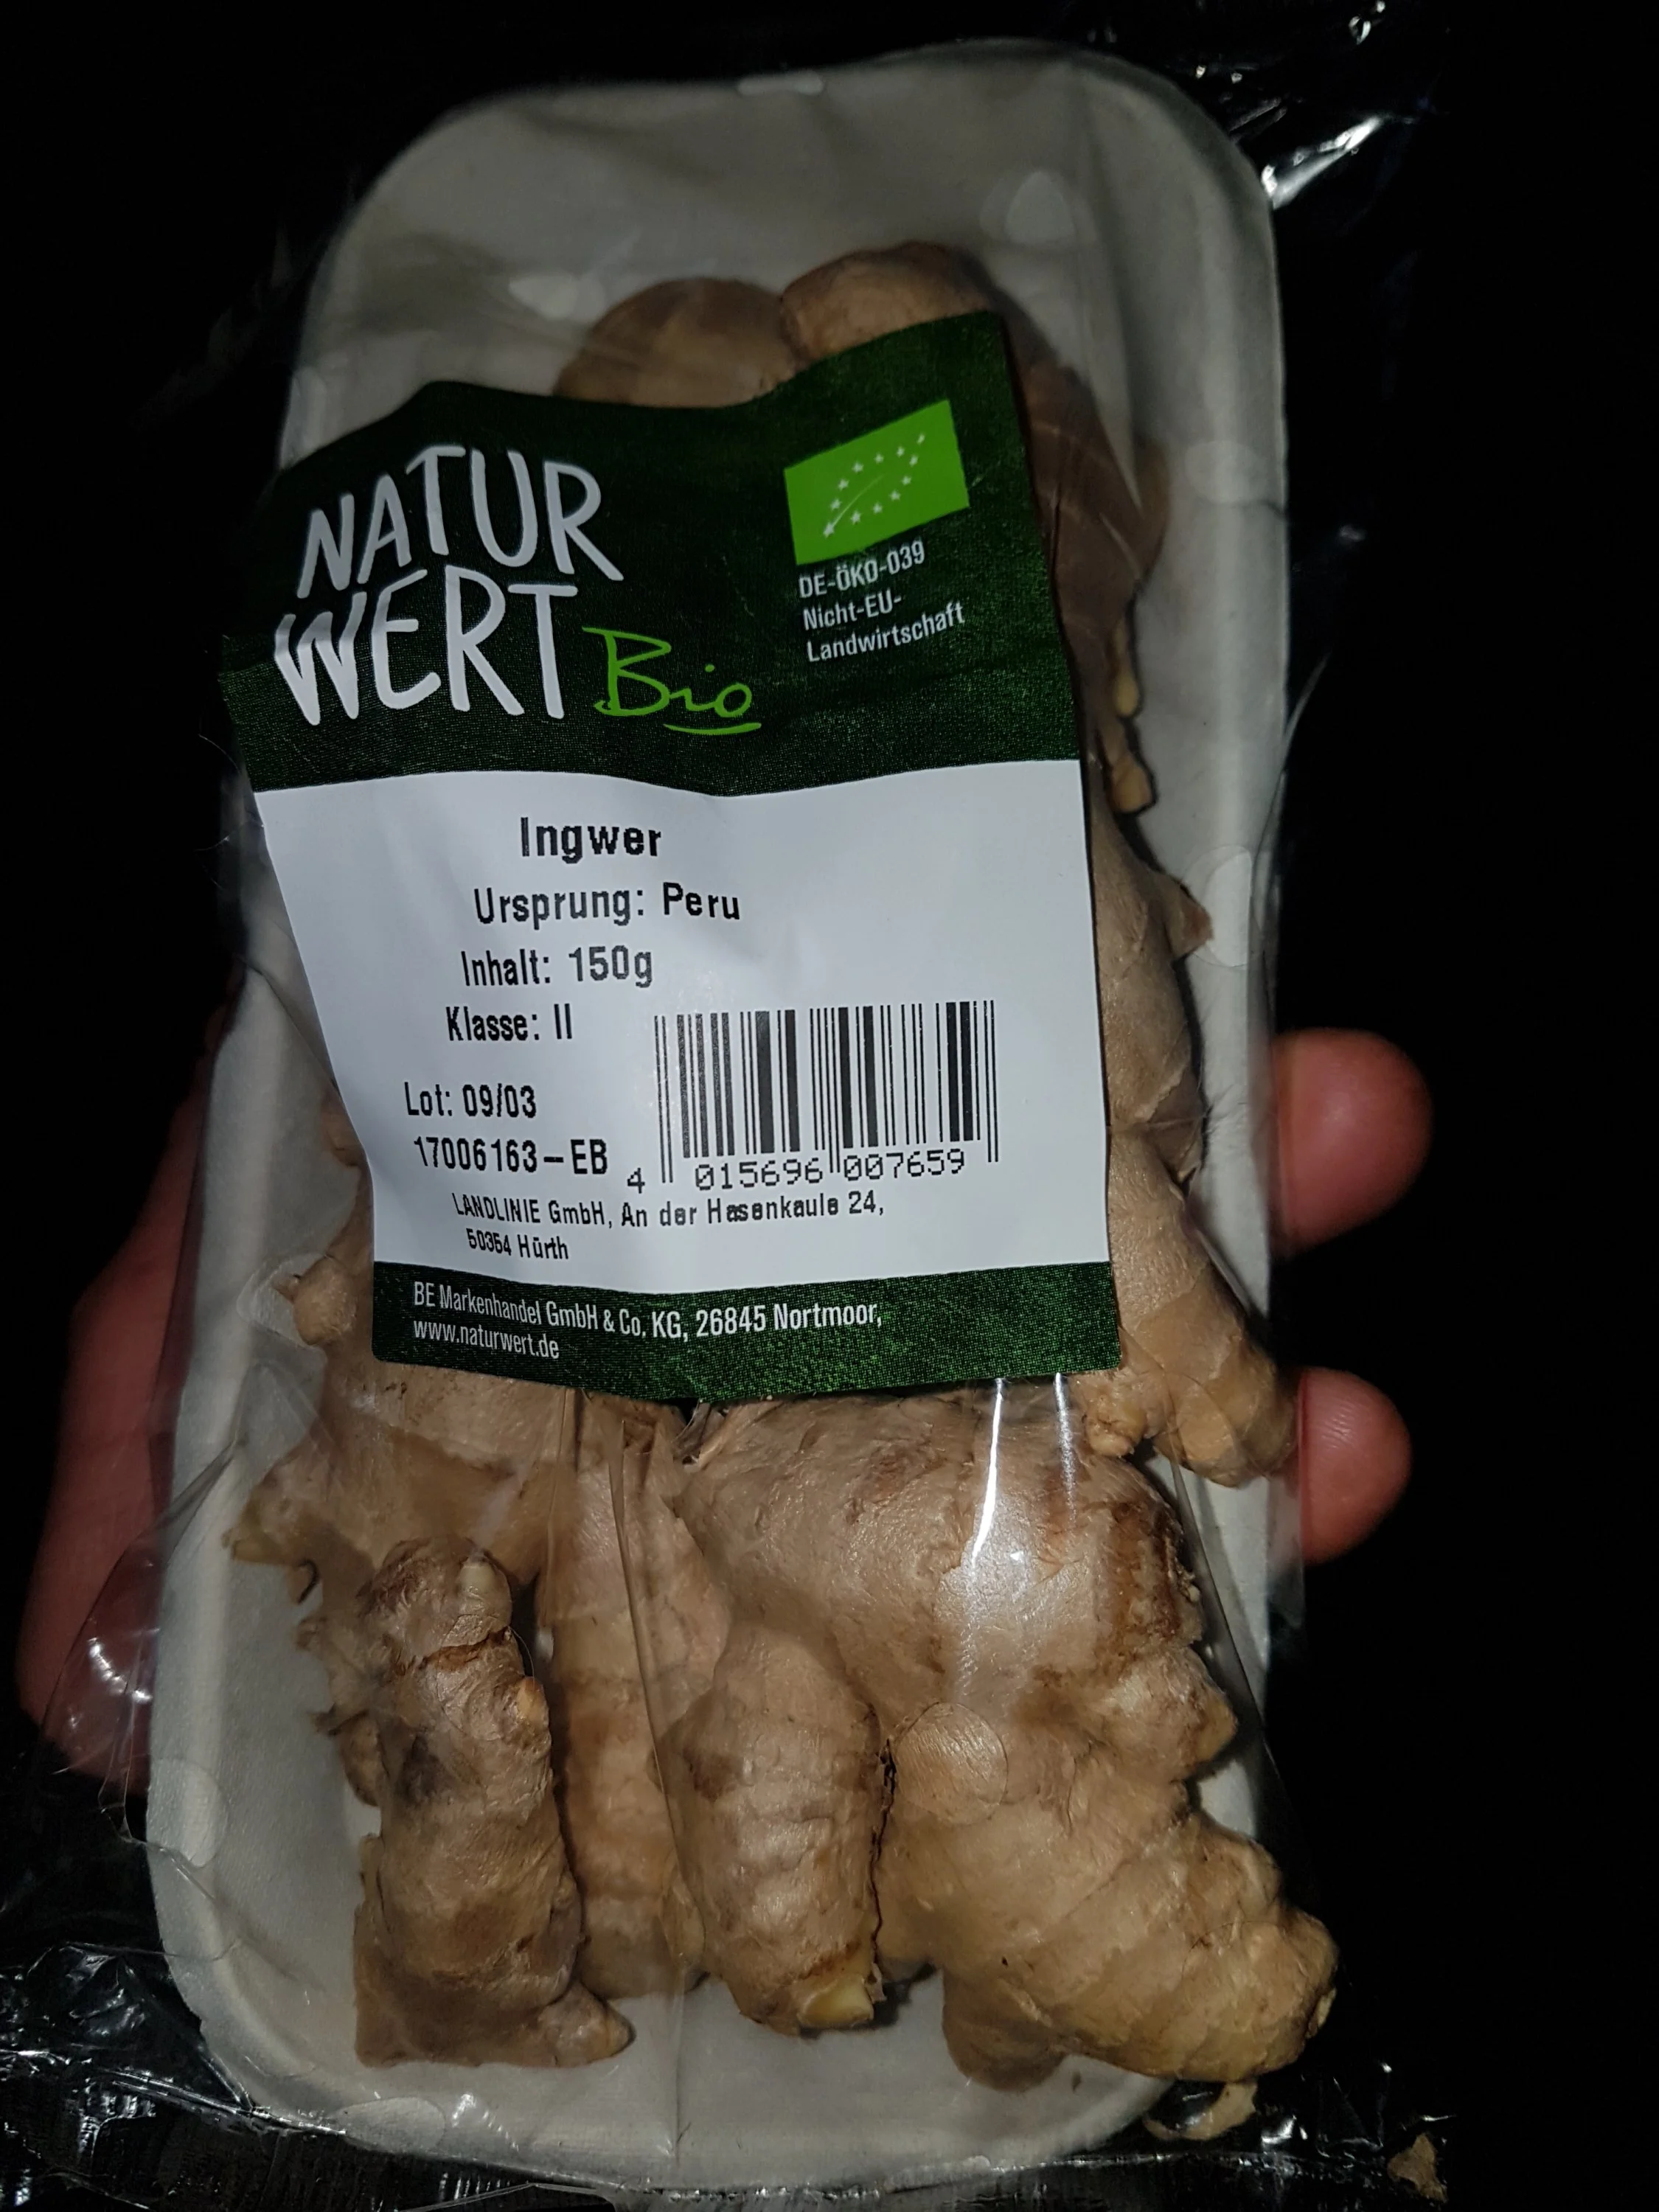 NATUR
WERT Bio
DE-ÖKO-039
Nicht-EU-
Landwirtschaft
Ingwer
Ursprung: Peru
Inhalt: 150g
Klasse: II
Lot: 09/03
17006163-EB
4 015696 007659
LANDLINIE GmbH, An der Hasenkaule 24,
50354 Hürth
BE Markenhandel GmbH & Co. KG, 26845 Nortmoor,
www.naturwert.de